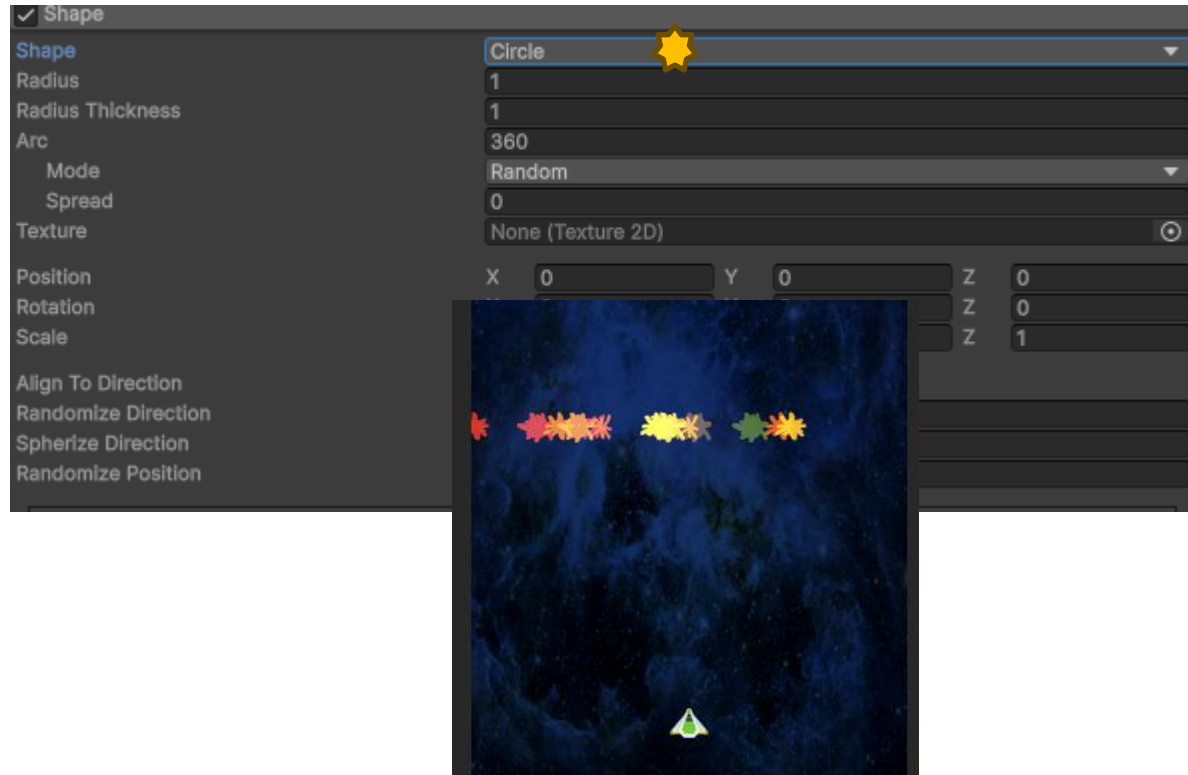 Shape
Shape Circle
Radius 1
Radius Thickness 1
Arc 360
Mode Random
Spread 0
Texture None (Texture 2D)
Position X 0 Y 0 Z 0
Rotation Z 0
Scale Z 1
Align To Direction
Randomize Direction
Spherize Direction
Randomize Position